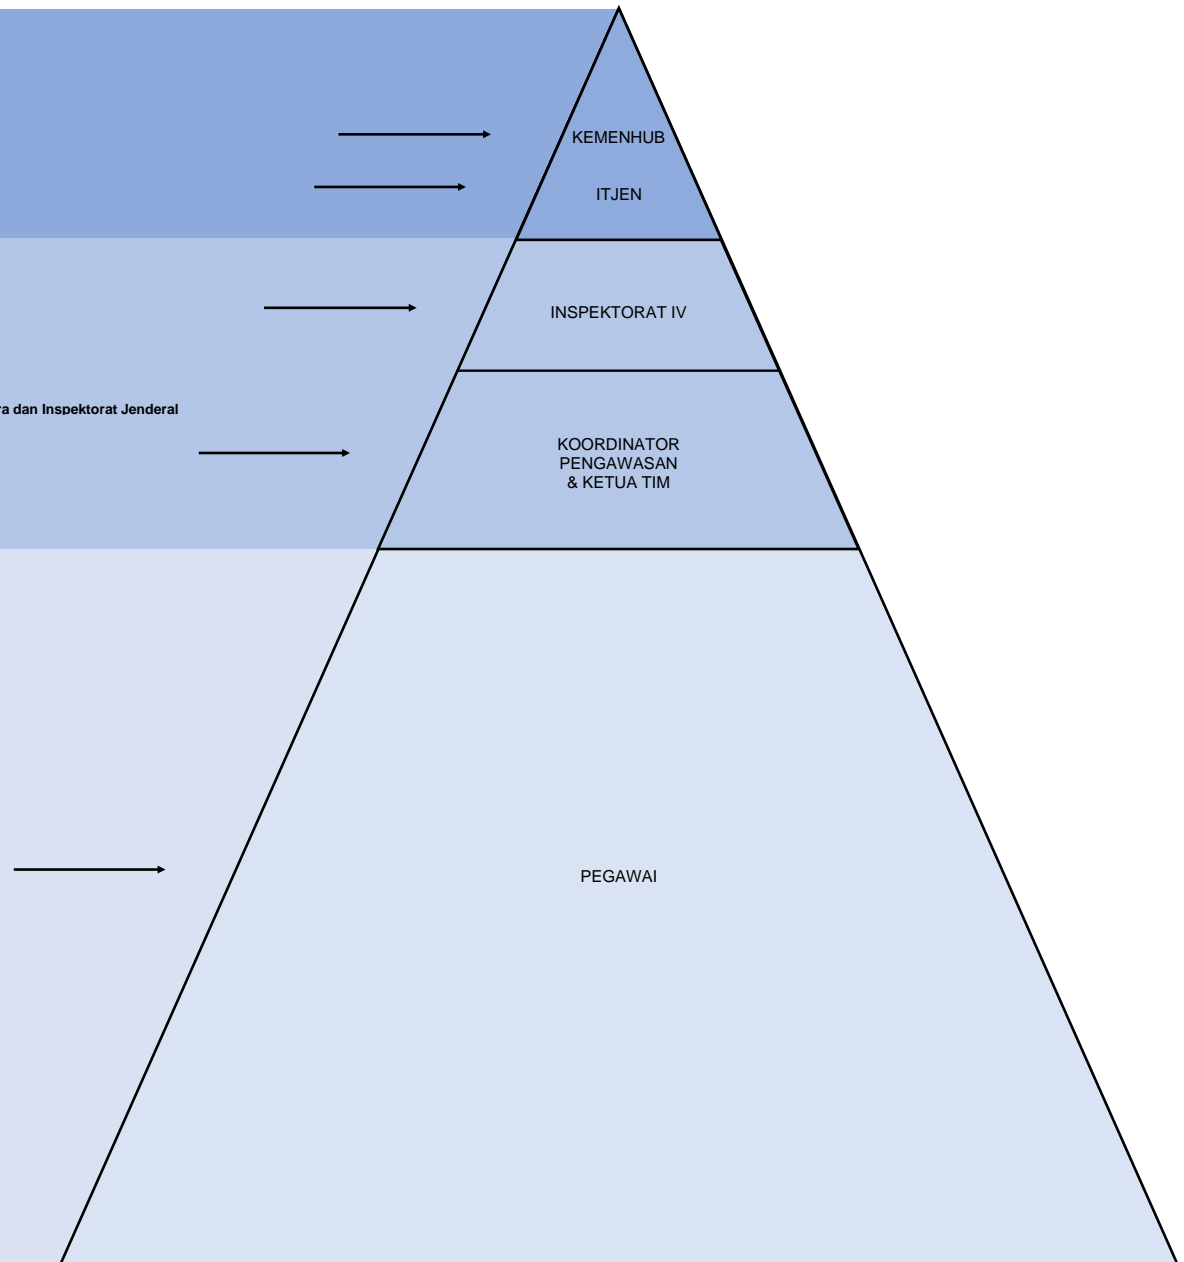 KEMENHUB
ITJEN
INSPEKTORAT IV
dan Inspektorat Jenderal
KOORDINATOR
PENGAWASAN
& KETUA TIM
PEGAWAI